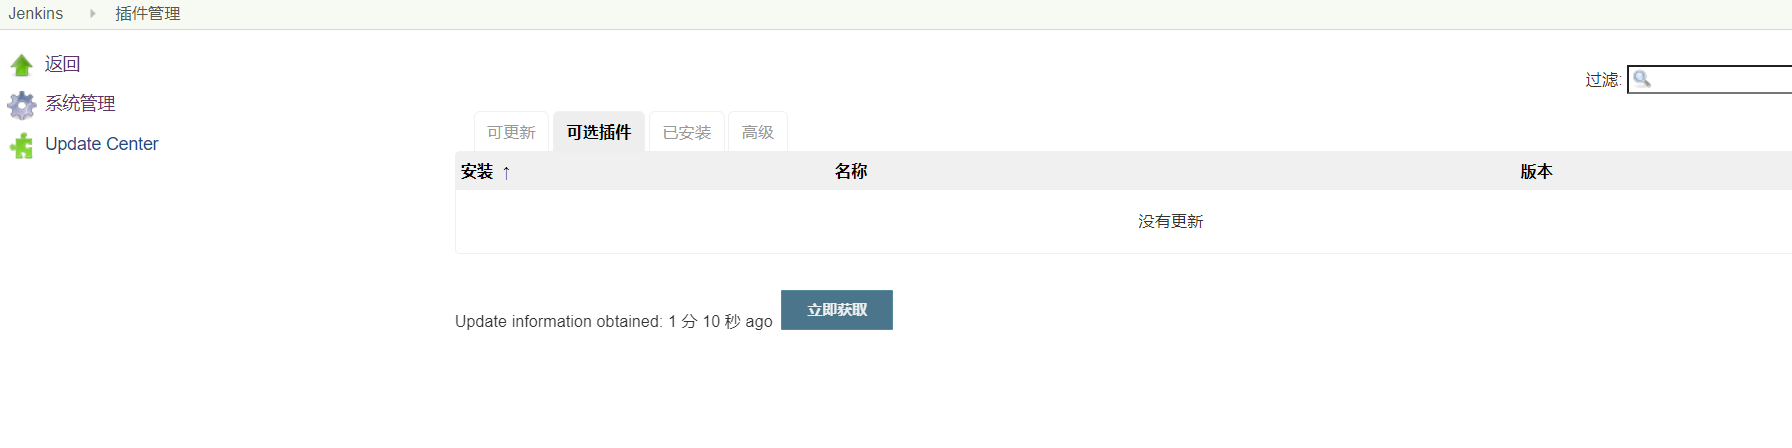 Jenkins 插件管理
返回
系统管理
Update Center
过滤:
可更新 可选插件 已安装 高级
安装 ↑ 名称 版本
没有更新
Update information obtained: 1 分 10 秒 ago 立即获取